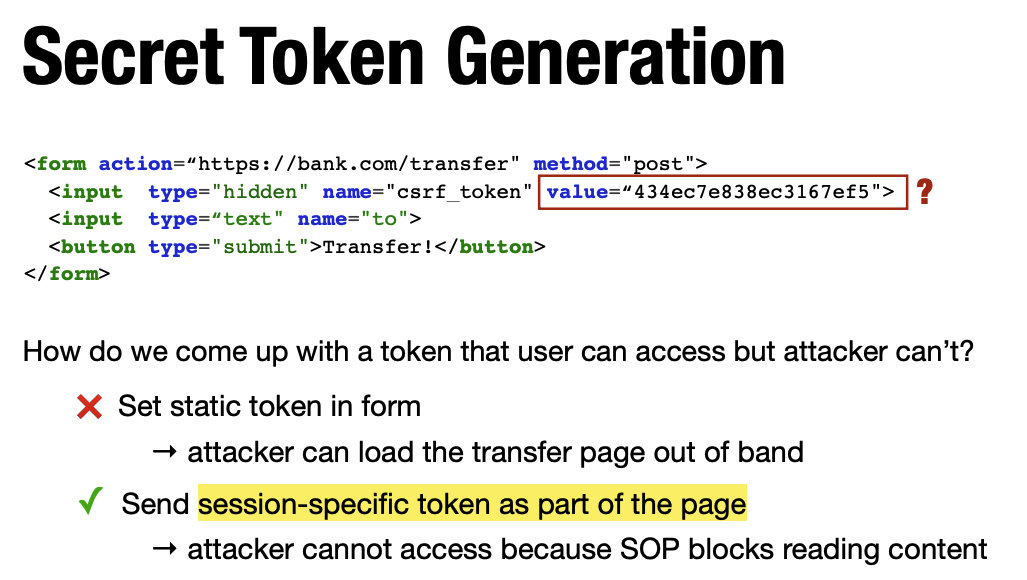 Secret Token Generation
<form action=“https://bank.com/transfer" method="post">
<input  type="hidden" name="csrf_token" value=“434ec7e838ec3167ef5"> ?
<input  type=“text" name="to">
<button type="submit">Transfer!</button>
</form>
How do we come up with a token that user can access but attacker can’t?
❌ Set static token in form
→ attacker can load the transfer page out of band
✓ Send session-specific token as part of the page
→ attacker cannot access because SOP blocks reading content